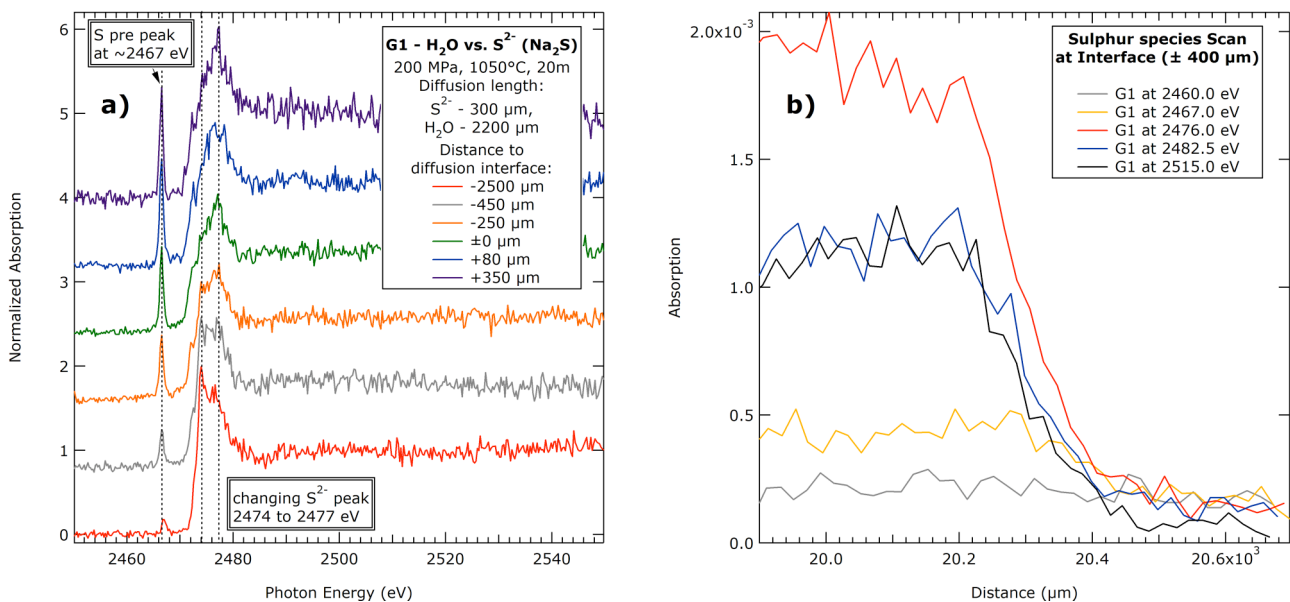 S pre peak
at ~2467 eV
a)
G1 - H₂O vs. S²⁻ (Na₂S)
200 MPa, 1050°C, 20m
Diffusion length:
S²⁻ - 300 µm,
H₂O - 2200 µm
Distance to
diffusion interface:
-2500 µm
-450 µm
-250 µm
±0 µm
+80 µm
+350 µm
changing S²⁻ peak
2474 to 2477 eV
6
5
4
3
2
1
0
Normalized Absorption
2460
2480
2500
2520
2540
Photon Energy (eV)
b)
Sulphur species Scan
at Interface (± 400 µm)
G1 at 2460.0 eV
G1 at 2467.0 eV
G1 at 2476.0 eV
G1 at 2482.5 eV
G1 at 2515.0 eV
2.0x10⁻³
1.5
1.0
0.5
0.0
Absorption
20.0
20.2
20.4
20.6x10³
Distance (µm)